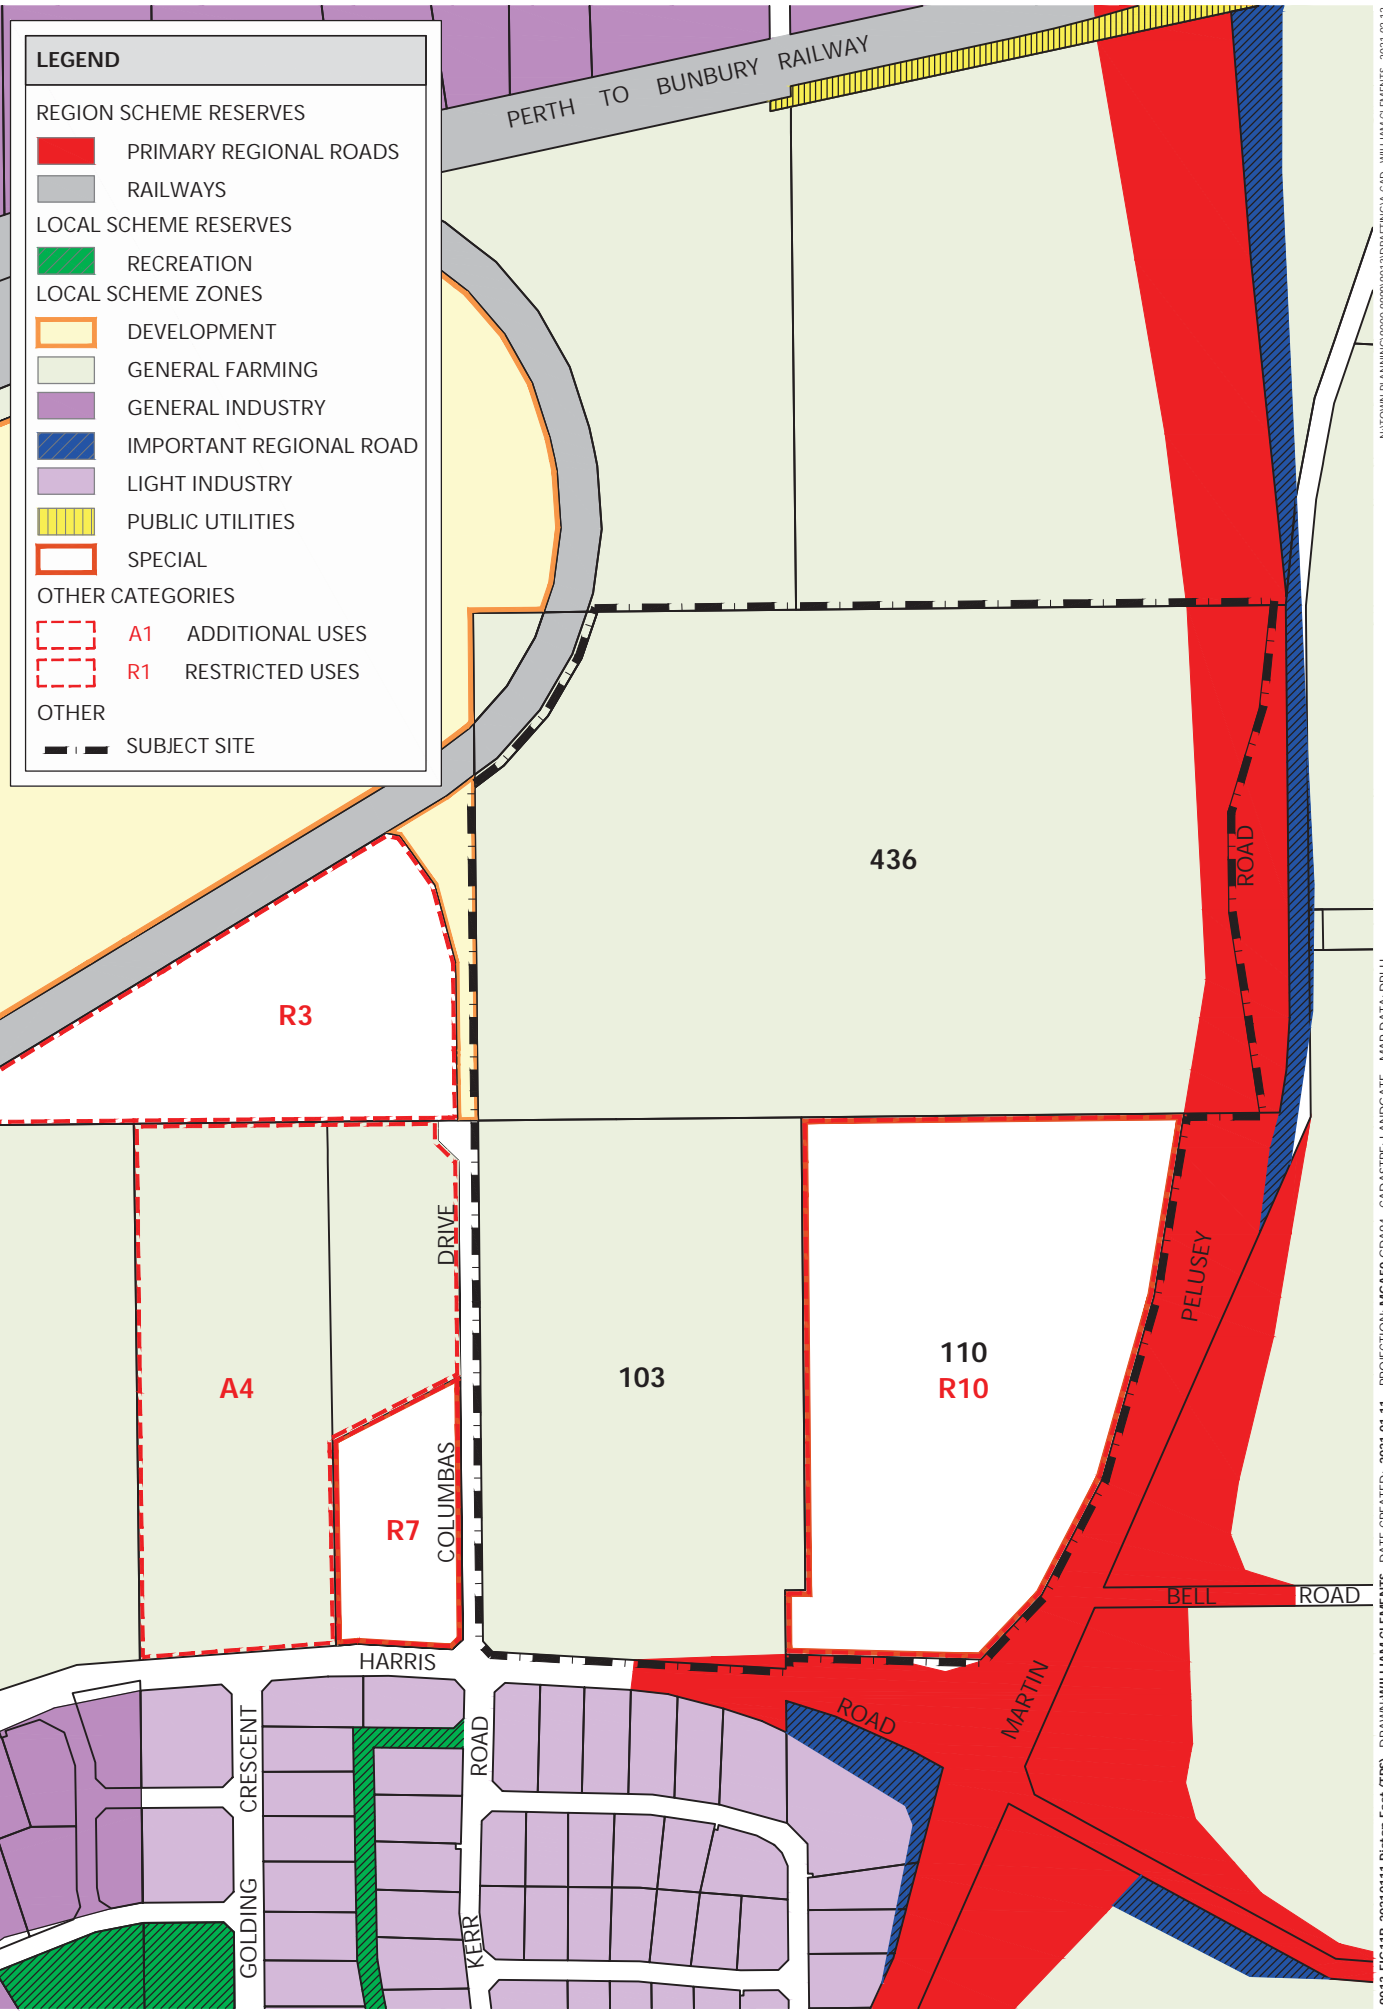 LEGEND
REGION SCHEME RESERVES
PRIMARY REGIONAL ROADS
RAILWAYS
LOCAL SCHEME RESERVES
RECREATION
LOCAL SCHEME ZONES
DEVELOPMENT
GENERAL FARMING
GENERAL INDUSTRY
IMPORTANT REGIONAL ROAD
LIGHT INDUSTRY
PUBLIC UTILITIES
SPECIAL
OTHER CATEGORIES
A1 ADDITIONAL USES
R1 RESTRICTED USES
OTHER
SUBJECT SITE
PERTH TO BUNBURY RAILWAY
436
ROAD
R3
DRIVE
COLUMBAS
A4
R7
103
110
R10
PELUSEY
MARTIN
BELL ROAD
HARRIS
ROAD
CRESCENT
GOLDING
ROAD
KERR